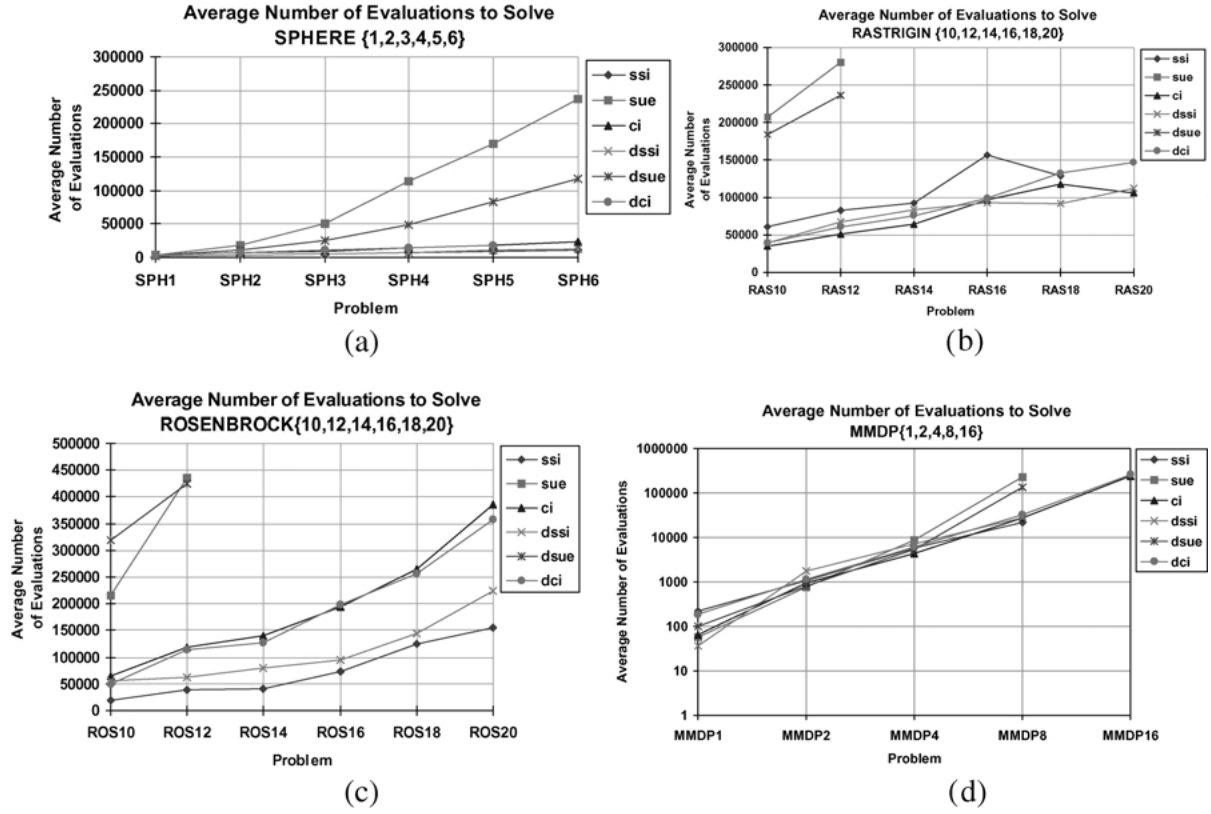 Average Number of Evaluations to Solve
SPHERE {1,2,3,4,5,6}
Average Number
of Evaluations
300000
250000
200000
150000
100000
50000
0
SPH1 SPH2 SPH3 SPH4 SPH5 SPH6
Problem
ssi
sue
ci
dssi
dsue
dci
(a)
Average Number of Evaluations to Solve
RASTRIGIN {10,12,14,16,18,20}
Average Number
of Evaluations
300000
250000
200000
150000
100000
50000
0
RAS10 RAS12 RAS14 RAS16 RAS18 RAS20
Problem
ssi
sue
ci
dssi
dsue
dci
(b)
Average Number of Evaluations to Solve
ROSENBROCK{10,12,14,16,18,20}
Average Number
of Evaluations
500000
450000
400000
350000
300000
250000
200000
150000
100000
50000
0
ROS10 ROS12 ROS14 ROS16 ROS18 ROS20
Problem
ssi
sue
ci
dssi
dsue
dci
(c)
Average Number of Evaluations to Solve
MMDP{1,2,4,8,16}
Average Number of Evaluations
1000000
100000
10000
1000
100
10
1
MMDP1 MMDP2 MMDP4 MMDP8 MMDP16
Problem
ssi
sue
ci
dssi
dsue
dci
(d)